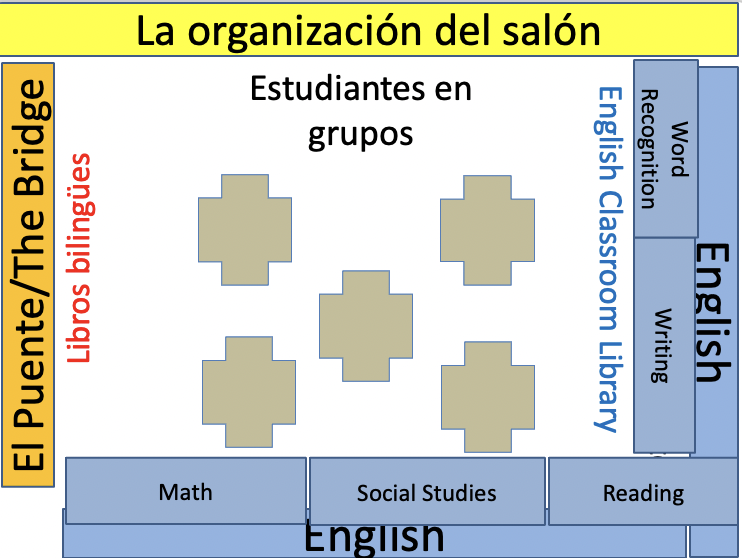 La organización del salón
Estudiantes en
grupos
El Puente/The Bridge
Libros bilingües
English Classroom Library
Word
Recognition
Writing
English
Math
Social Studies
Reading
English